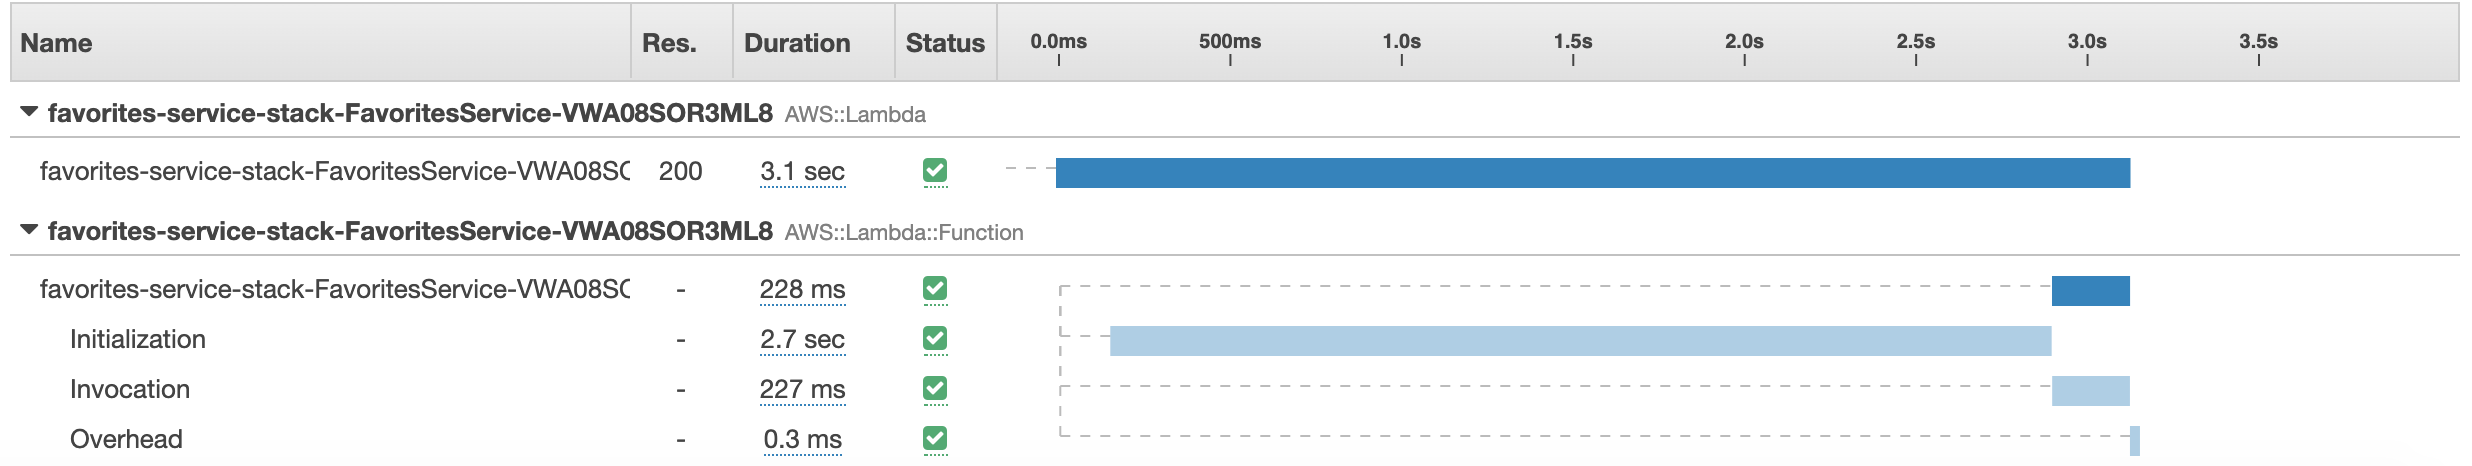 Name Res. Duration Status 0.0ms 500ms 1.0s 1.5s 2.0s 2.5s 3.0s 3.5s
favorites-service-stack-FavoritesService-VWA08SOR3ML8 AWS::Lambda
favorites-service-stack-FavoritesService-VWA08SO 200 3.1 sec
favorites-service-stack-FavoritesService-VWA08SOR3ML8 AWS::Lambda::Function
favorites-service-stack-FavoritesService-VWA08SO - 228 ms
Initialization - 2.7 sec
Invocation - 227 ms
Overhead - 0.3 ms